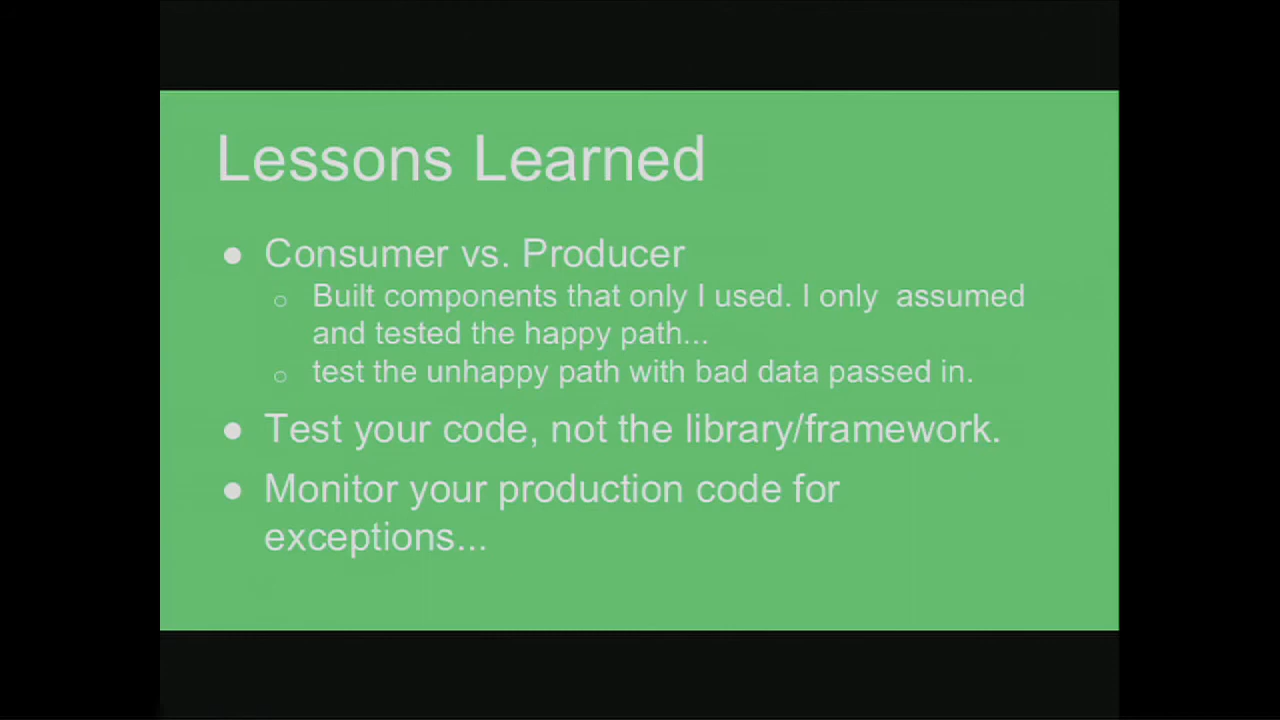 Lessons Learned
● Consumer vs. Producer
○ Built components that only I used. I only assumed
and tested the happy path...
○ test the unhappy path with bad data passed in.
● Test your code, not the library/framework.
● Monitor your production code for
exceptions...